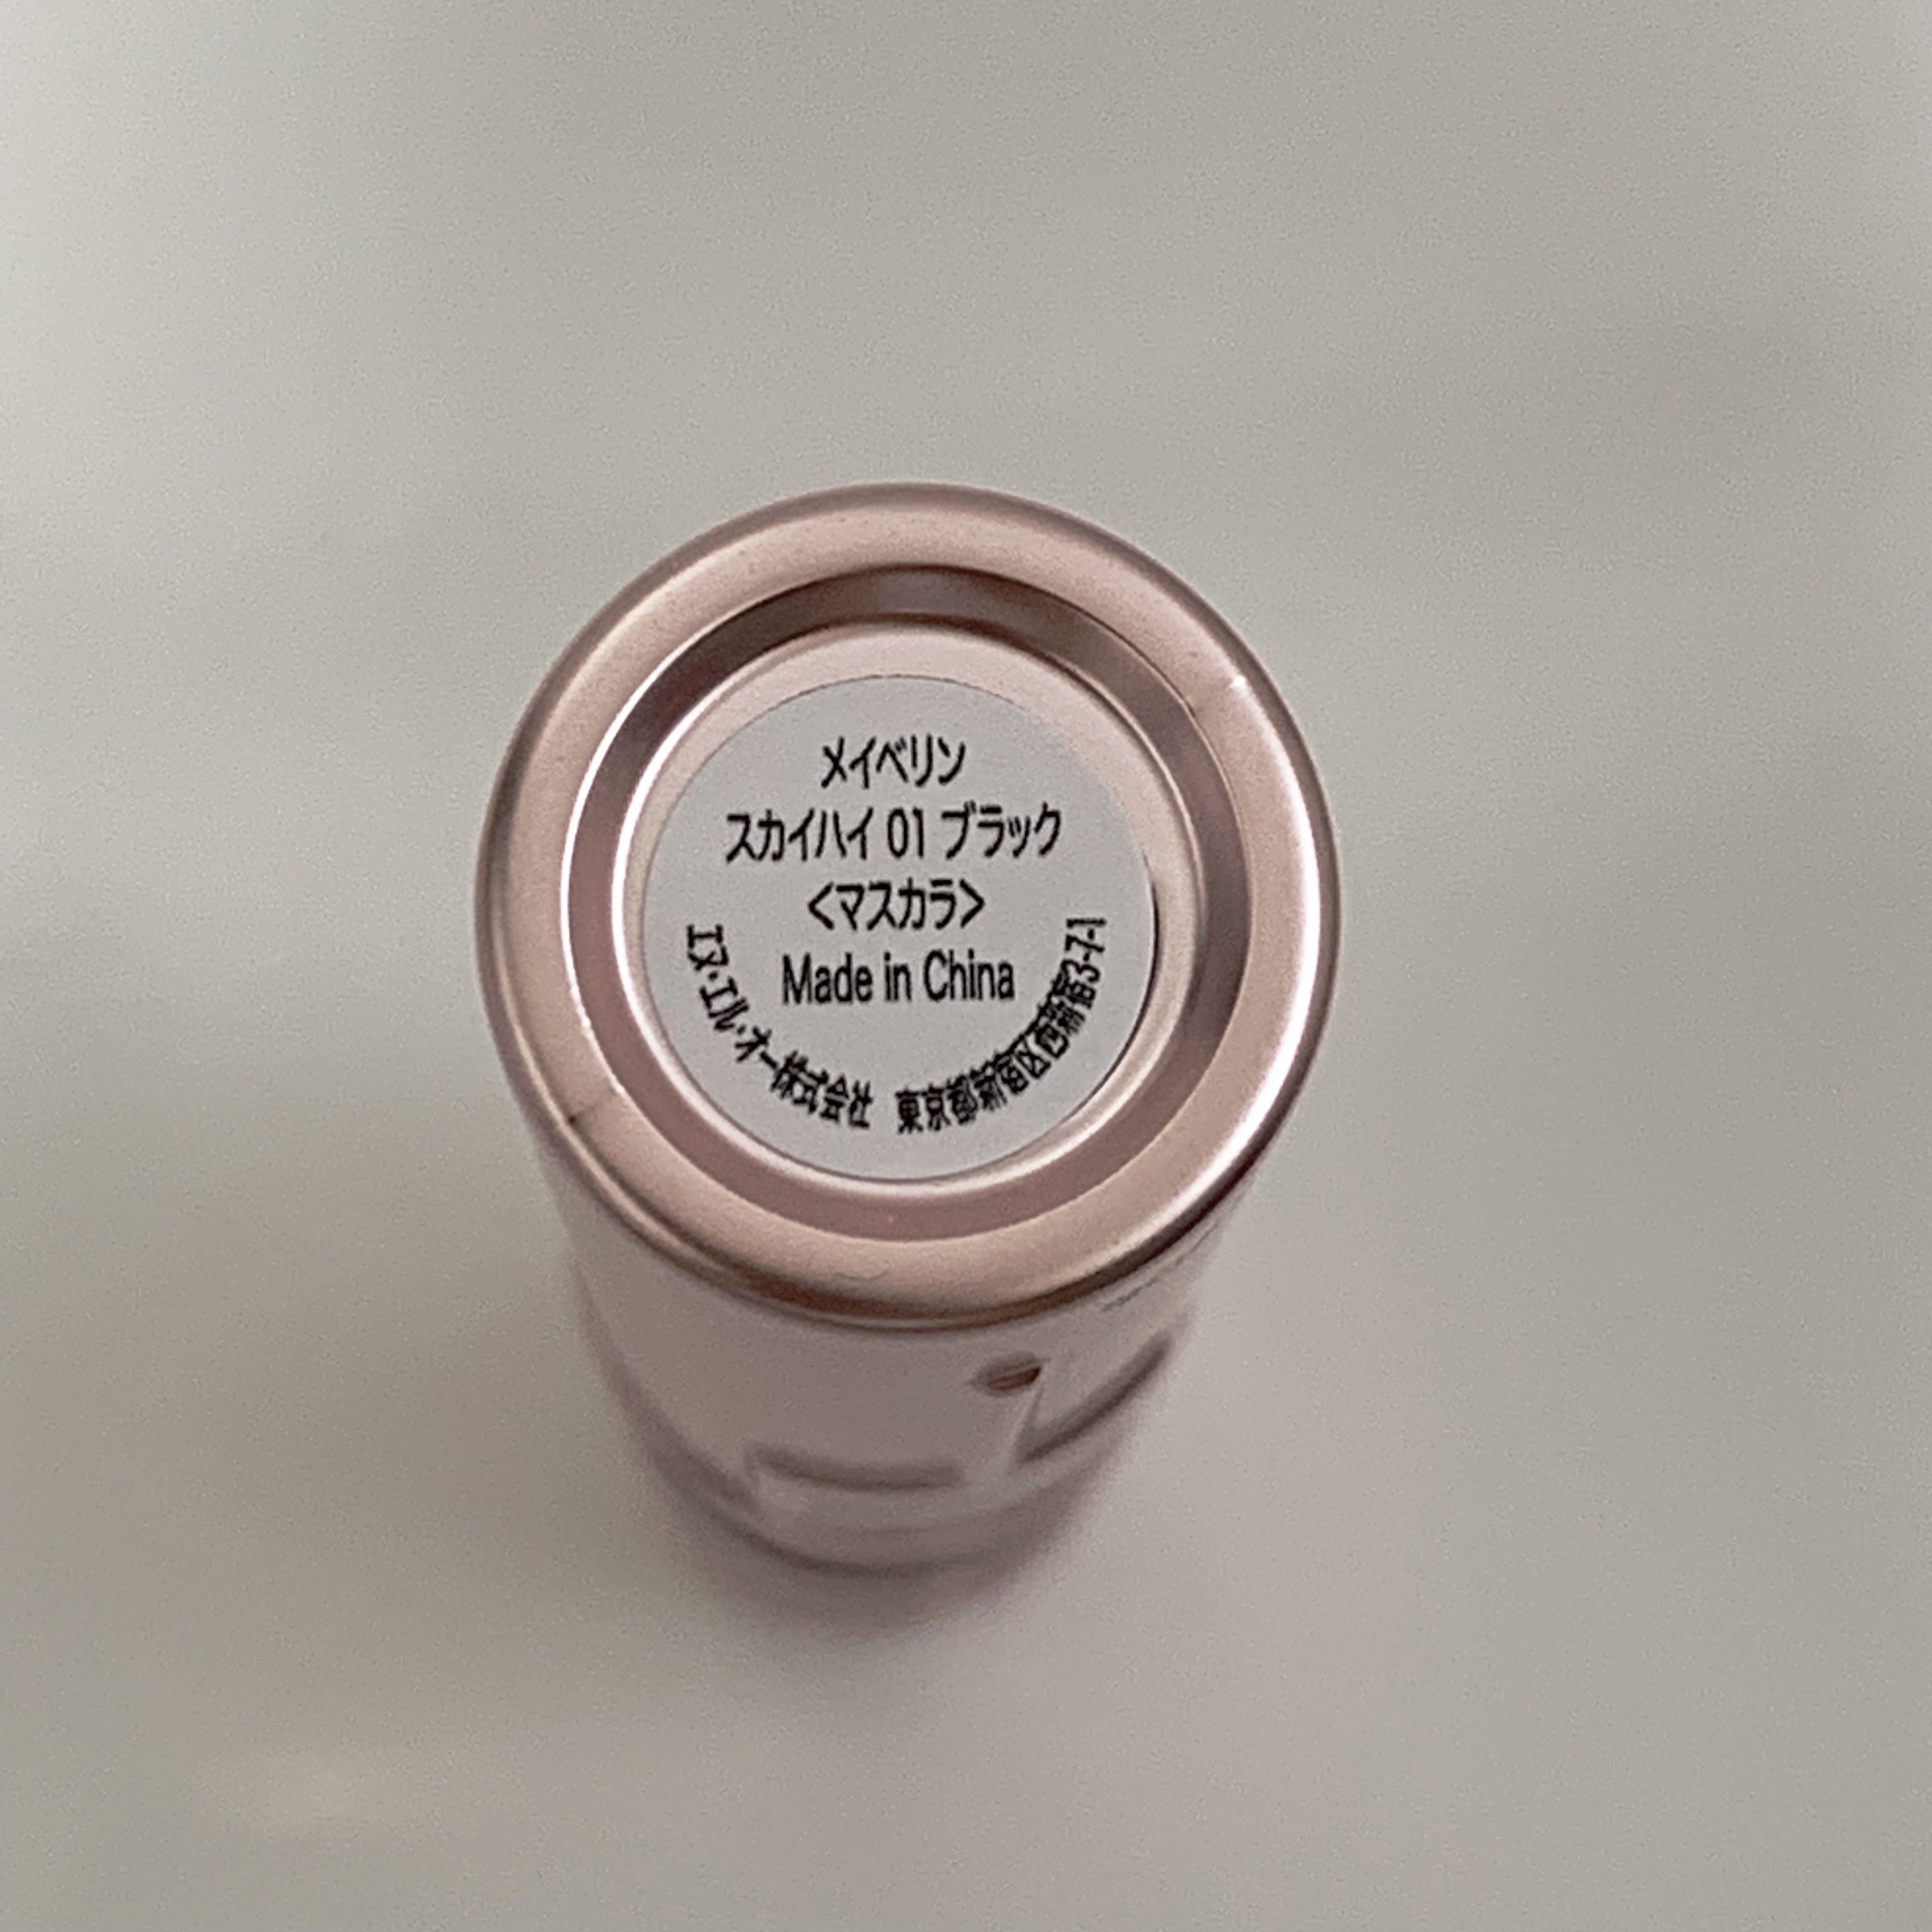 メイベリン
スカイハイ 01 ブラック
<マスカラ>
Made in China
エヌ・エル・オー株式会社 東京都新宿区西新宿3-7-1